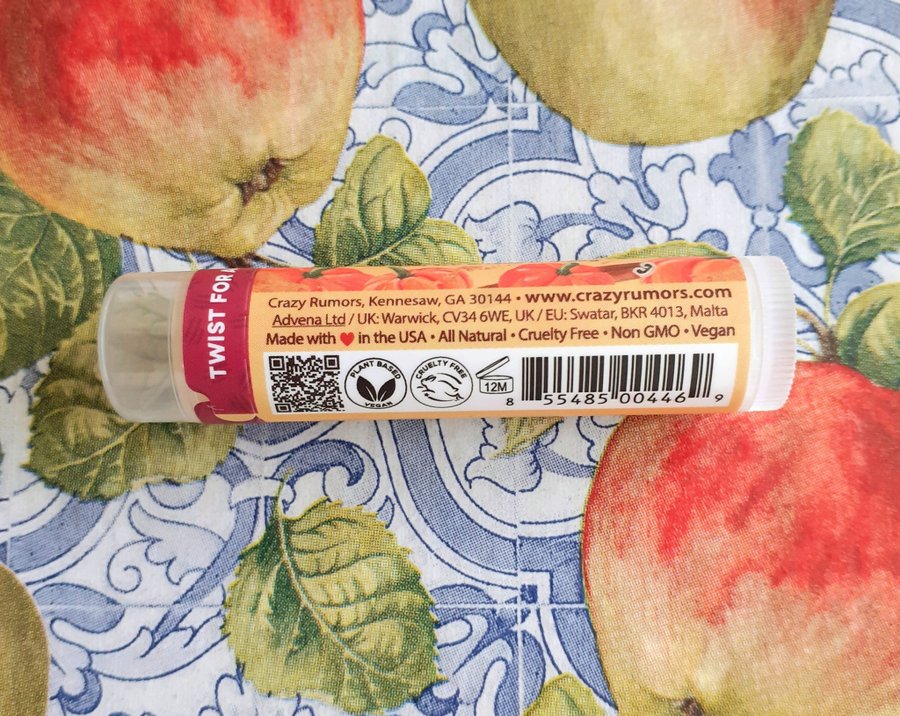 TWIST FOR
Crazy Rumors, Kennesaw, GA 30144 • www.crazyrumors.com
Advena Ltd / UK: Warwick, CV34 6WE, UK / EU: Swatar, BKR 4013, Malta
Made with ❤ in the USA • All Natural • Cruelty Free • Non GMO • Vegan
PLANT BASED
VEGAN
CRUELTY FREE
12M
8 55485 00446 9